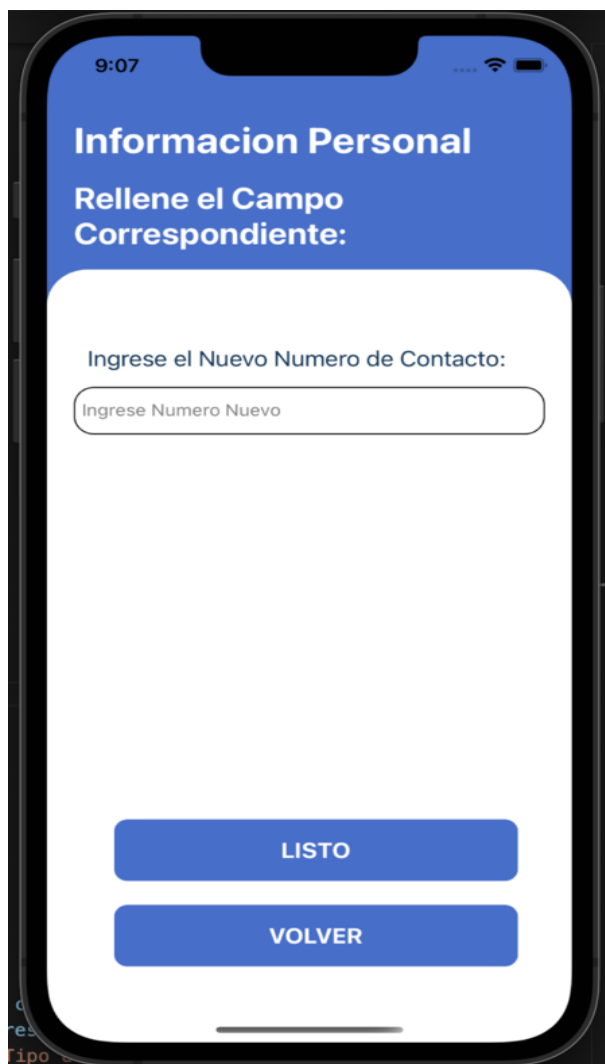 9:07
Informacion Personal
Rellene el Campo
Correspondiente:
Ingrese el Nuevo Numero de Contacto:
Ingrese Numero Nuevo
LISTO
VOLVER